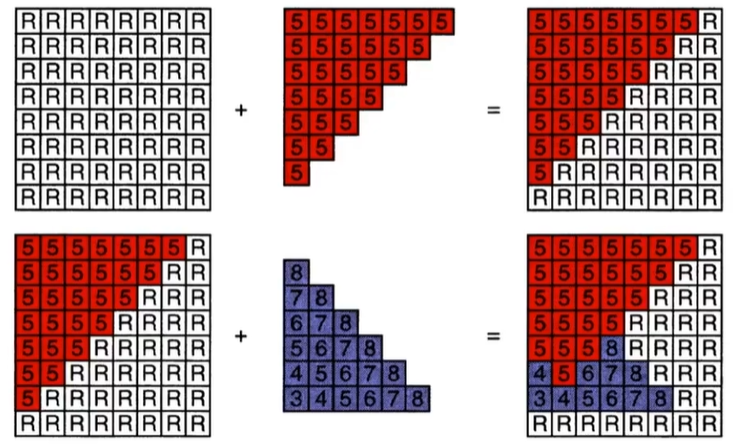 R R R R R R R R
R R R R R R R R
R R R R R R R R
R R R R R R R R
R R R R R R R R
R R R R R R R R
R R R R R R R R
R R R R R R R R
+
5 5 5 5 5 5 5
5 5 5 5 5 5
5 5 5 5 5
5 5 5 5
5 5 5
5 5
5
=
5 5 5 5 5 5 5 R
5 5 5 5 5 5 R R
5 5 5 5 5 R R R
5 5 5 5 R R R R
5 5 5 R R R R R
5 5 R R R R R R
5 R R R R R R R
R R R R R R R R
5 5 5 5 5 5 5 R
5 5 5 5 5 5 R R
5 5 5 5 5 R R R
5 5 5 5 R R R R
5 5 5 R R R R R
5 5 R R R R R R
5 R R R R R R R
R R R R R R R R
+
8
7 8
6 7 8
5 6 7 8
4 5 6 7 8
3 4 5 6 7 8
=
5 5 5 5 5 5 5 R
5 5 5 5 5 5 R R
5 5 5 5 5 R R R
5 5 5 5 R R R R
5 5 5 8 R R R R
4 5 6 7 8 R R R
3 4 5 6 7 8 R R
R R R R R R R R